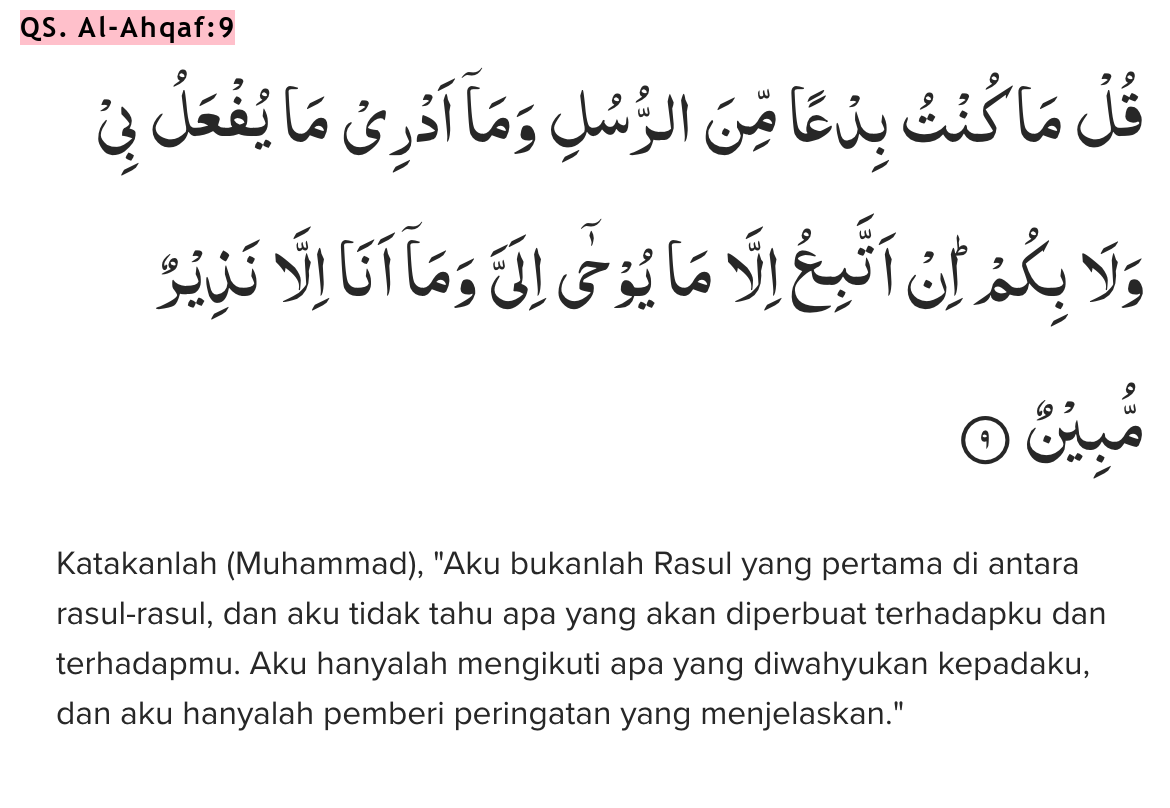 QS. Al-Ahqaf:9
قُلْ مَا كُنْتُ بِدْعًا مِّنَ الرُّسُلِ وَمَآ اَدْرِيْ مَا يُفْعَلُ بِيْ
وَلَا بِكُمْۗ اِنْ اَتَّبِعُ اِلَّا مَا يُوْحٰٓى اِلَيَّ وَمَآ اَنَا۠ اِلَّا نَذِيْرٌ
مُّبِيْنٌ ٩
Katakanlah (Muhammad), "Aku bukanlah Rasul yang pertama di antara
rasul-rasul, dan aku tidak tahu apa yang akan diperbuat terhadapku dan
terhadapmu. Aku hanyalah mengikuti apa yang diwahyukan kepadaku,
dan aku hanyalah pemberi peringatan yang menjelaskan."